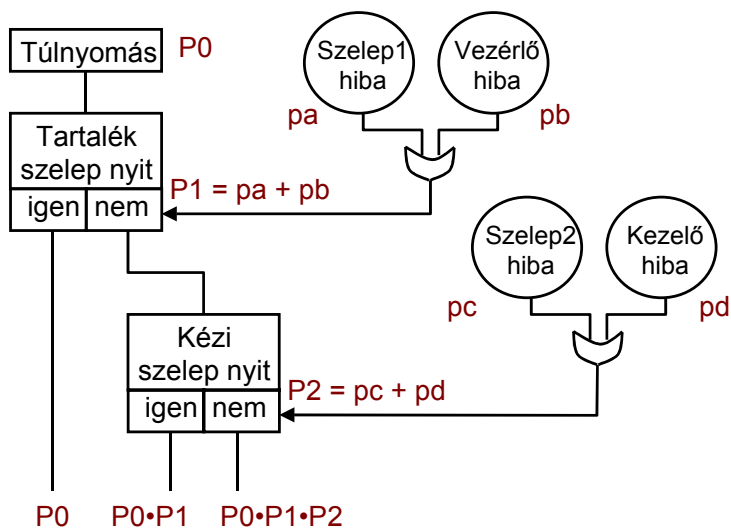 Túlnyomás
P0
Szelep1
hiba
Vezérlő
hiba
pa
pb
Tartalék
szelep nyit
igen
nem
P1 = pa + pb
Szelep2
hiba
Kezelő
hiba
pc
pd
Kézi
szelep nyit
igen
nem
P2 = pc + pd
P0
P0•P1
P0•P1•P2